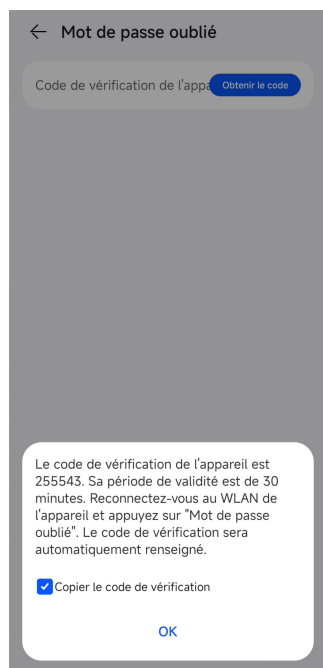 Mot de passe oublié
Code de vérification de l'appa
Obtenir le code
Le code de vérification de l'appareil est
255543. Sa période de validité est de 30
minutes. Reconnectez-vous au WLAN de
l'appareil et appuyez sur "Mot de passe
oublié". Le code de vérification sera
automatiquement renseigné.
Copier le code de vérification
OK